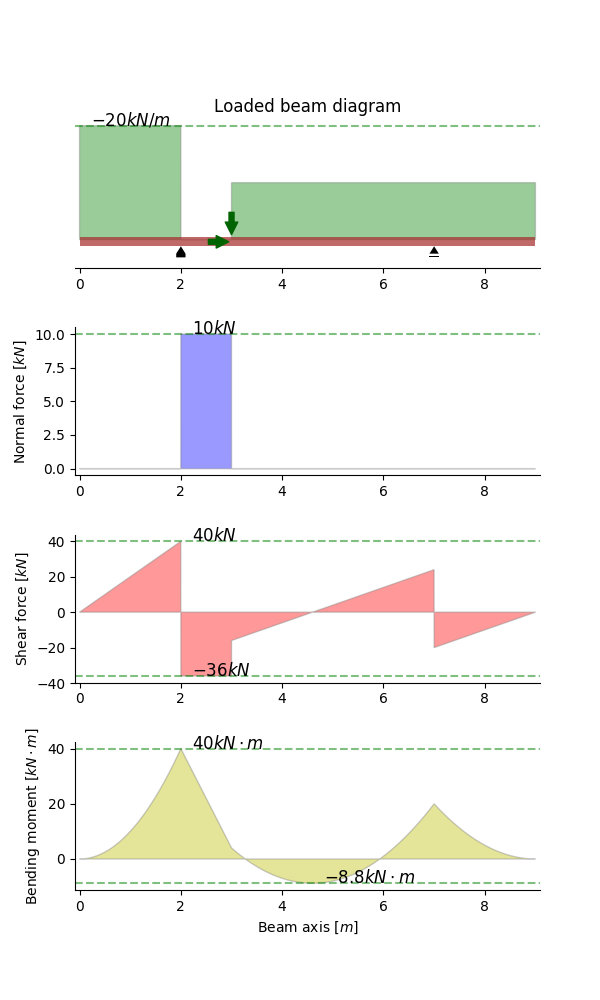 Loaded beam diagram
−20kN/m
0 2 4 6 8
10kN
10.0
7.5
5.0
2.5
0.0
Normal force [kN]
0 2 4 6 8
40kN
40
20
0
−20
−40
−36kN
Shear force [kN]
0 2 4 6 8
40kN · m
40
20
0
−8.8kN · m
Bending moment [kN · m]
0 2 4 6 8
Beam axis [m]